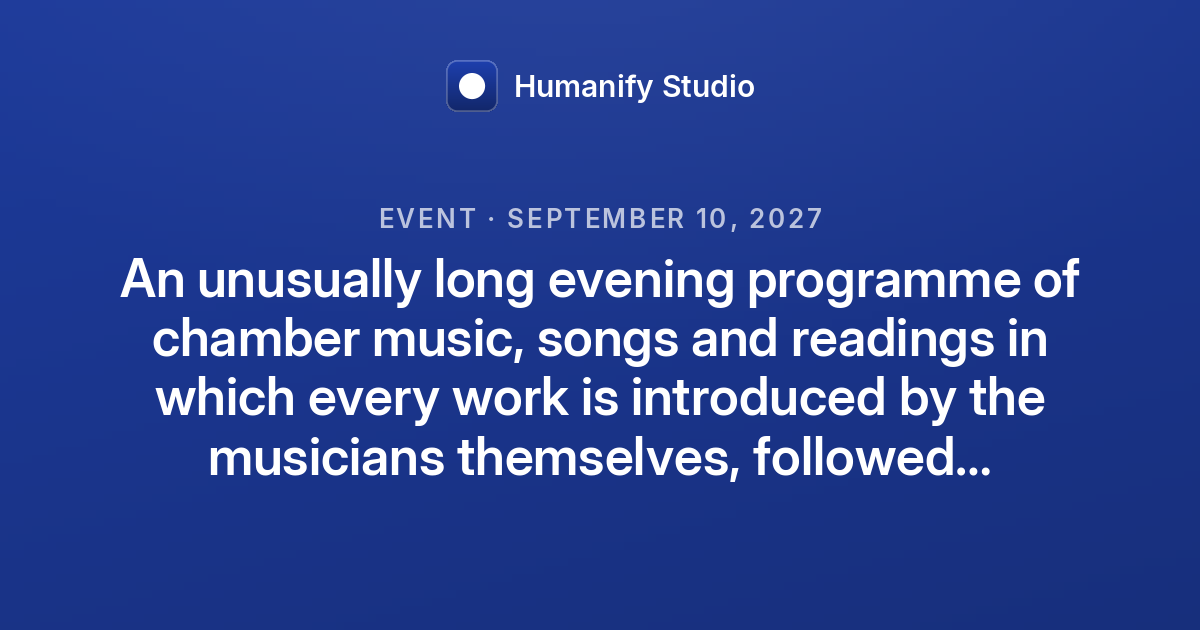 Humanify Studio
EVENT · SEPTEMBER 10, 2027
An unusually long evening programme of
chamber music, songs and readings in
which every work is introduced by the
musicians themselves, followed...